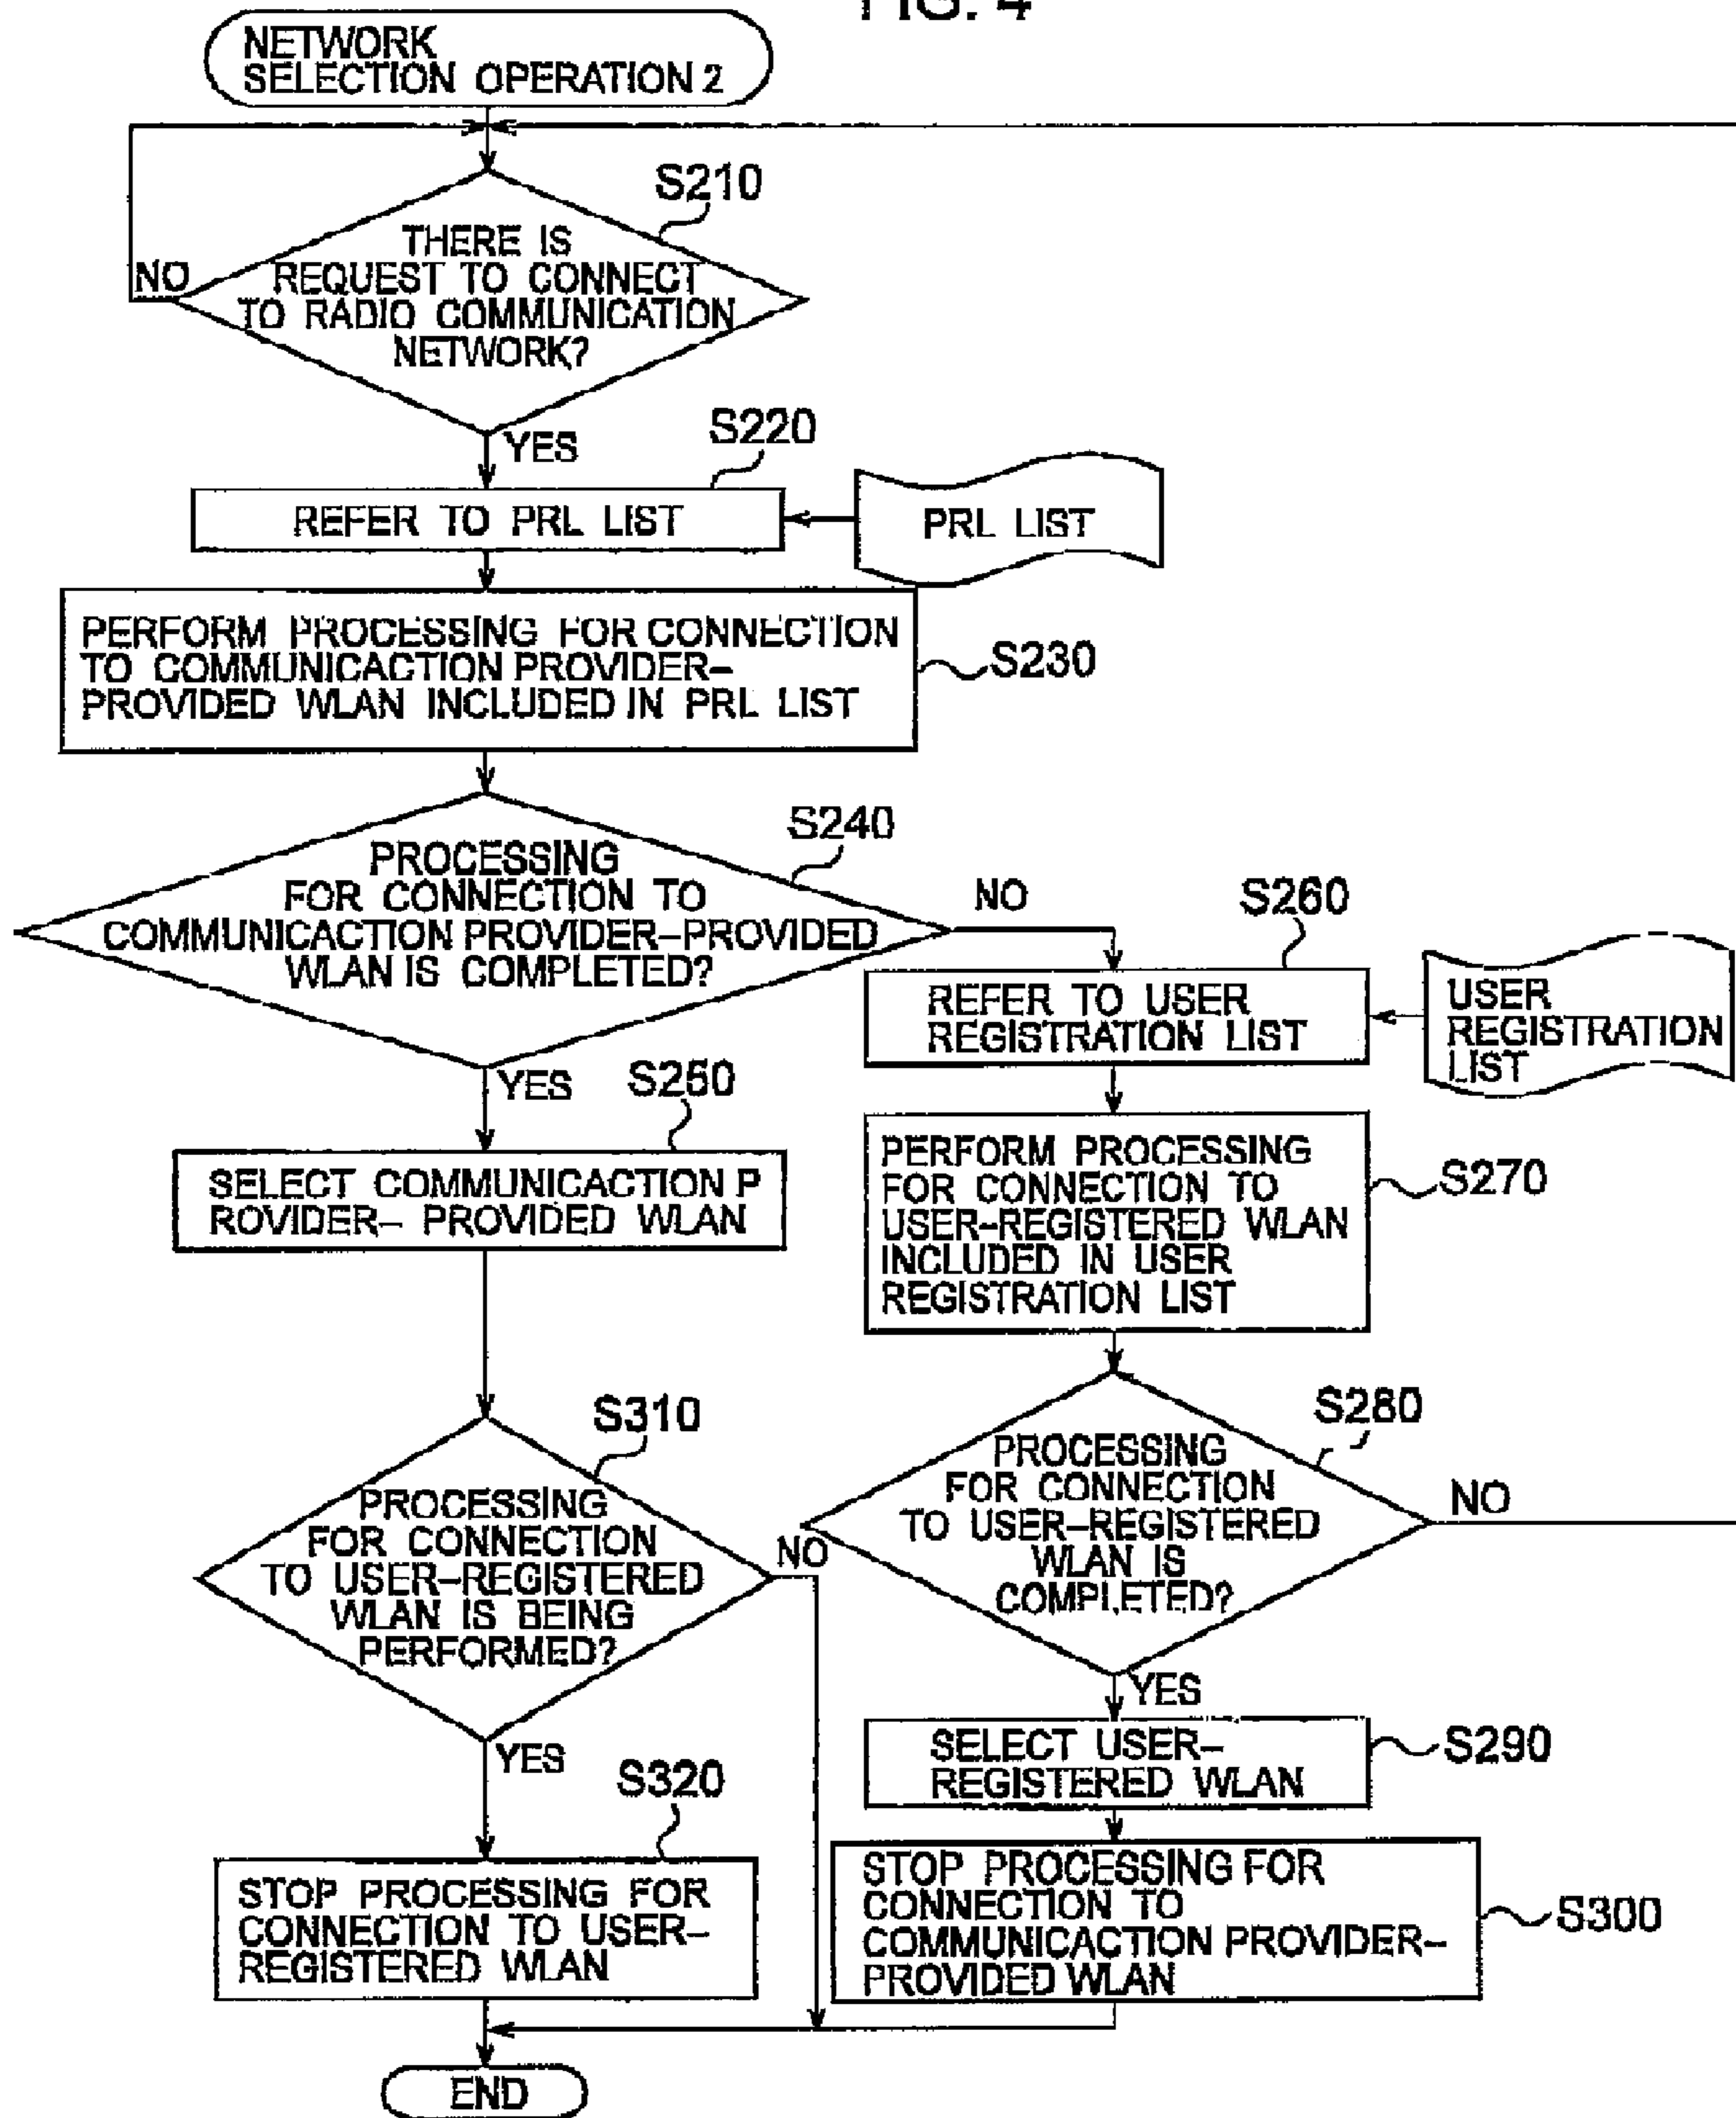 FIG. 4
NETWORK
SELECTION OPERATION 2
S210
THERE IS
REQUEST TO CONNECT
TO RADIO COMMUNICATION
NETWORK?
NO
YES
S220
REFER TO PRL LIST
PRL LIST
PERFORM PROCESSING FOR CONNECTION
TO COMMUNICACTION PROVIDER–
PROVIDED WLAN INCLUDED IN PRL LIST
S230
S240
PROCESSING
FOR CONNECTION TO
COMMUNICACTION PROVIDER–PROVIDED
WLAN IS COMPLETED?
NO
YES
S260
REFER TO USER
REGISTRATION LIST
USER
REGISTRATION
LIST
S250
SELECT COMMUNICACTION P
ROVIDER– PROVIDED WLAN
PERFORM PROCESSING
FOR CONNECTION TO
USER–REGISTERED WLAN
INCLUDED IN USER
REGISTRATION LIST
S270
S310
PROCESSING
FOR CONNECTION
TO USER–REGISTERED
WLAN IS BEING
PERFORMED?
NO
YES
S280
PROCESSING
FOR CONNECTION
TO USER–REGISTERED
WLAN IS
COMPLETED?
NO
YES
SELECT USER–
REGISTERED WLAN
S290
S320
STOP PROCESSING FOR
CONNECTION TO USER–
REGISTERED WLAN
STOP PROCESSING FOR
CONNECTION TO
COMMUNICACTION PROVIDER–
PROVIDED WLAN
S300
END